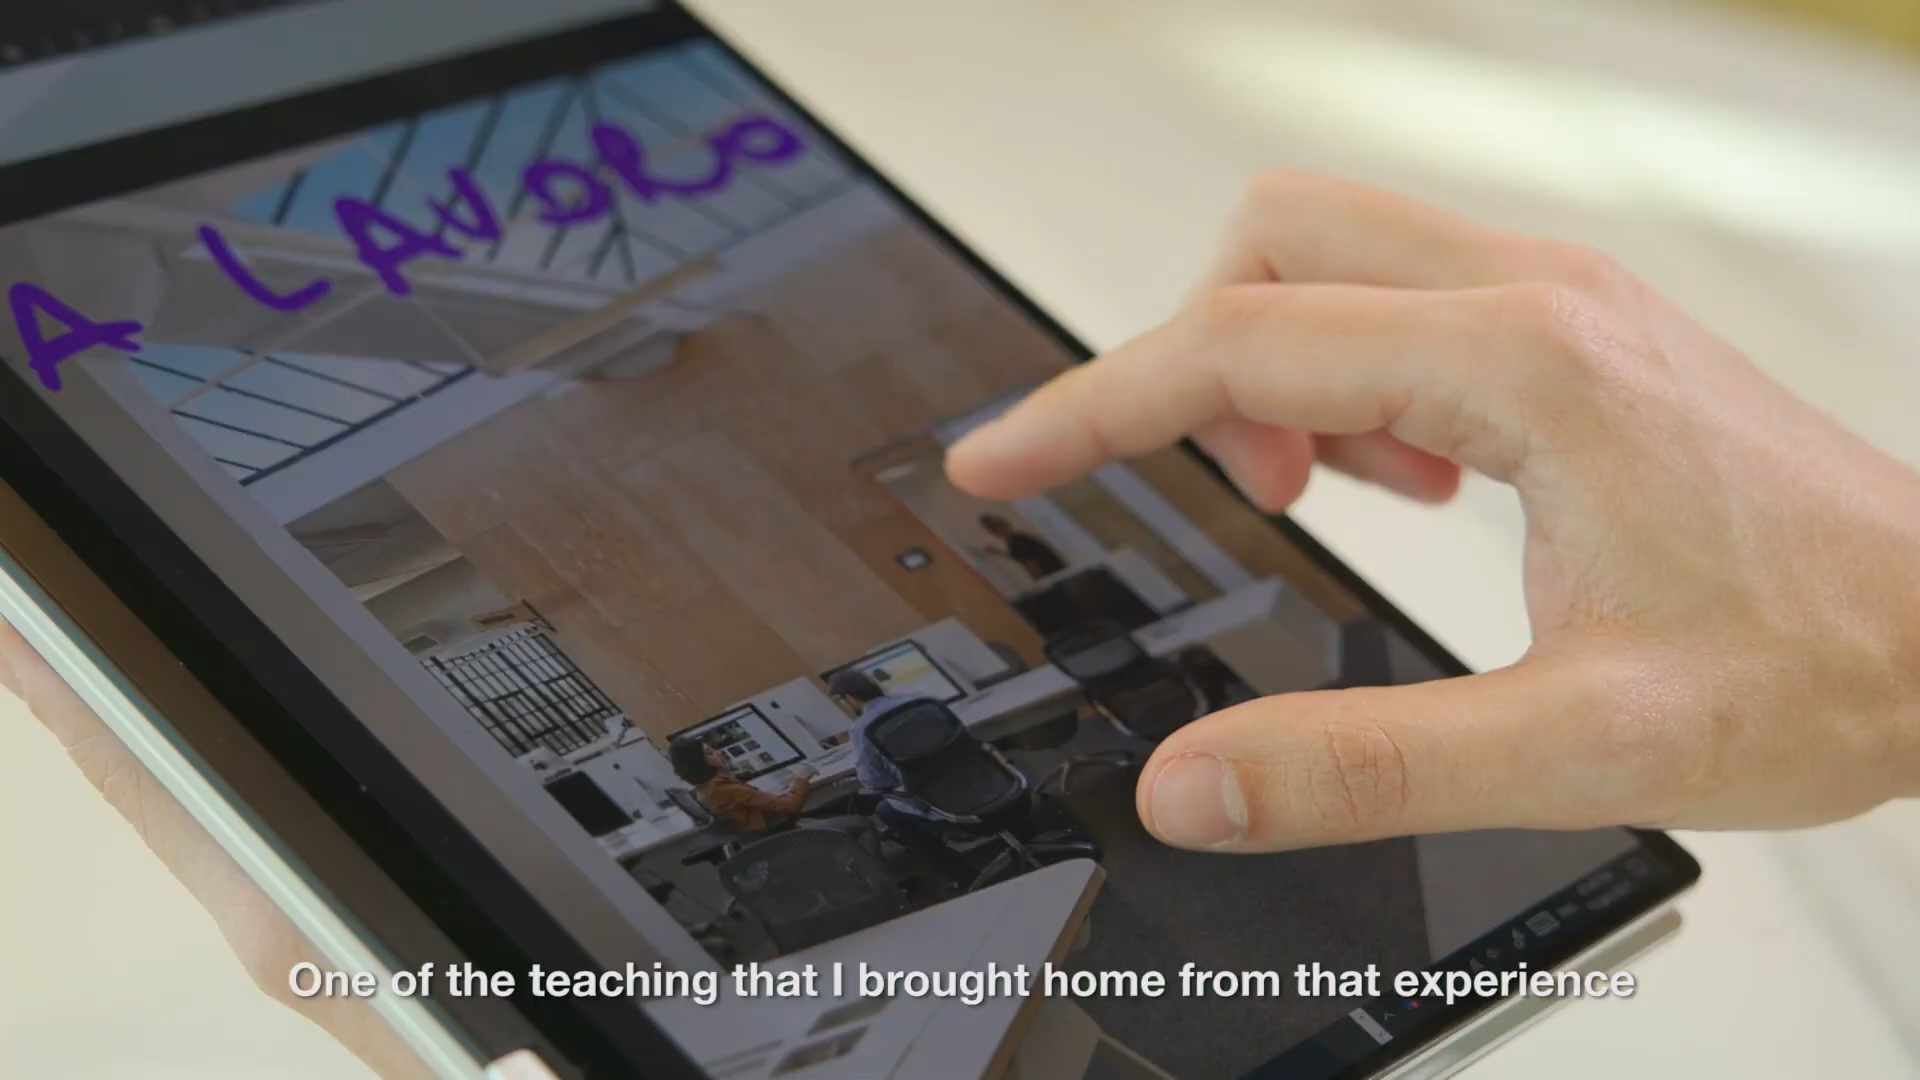 A LAVORO
One of the teaching that I brought home from that experience